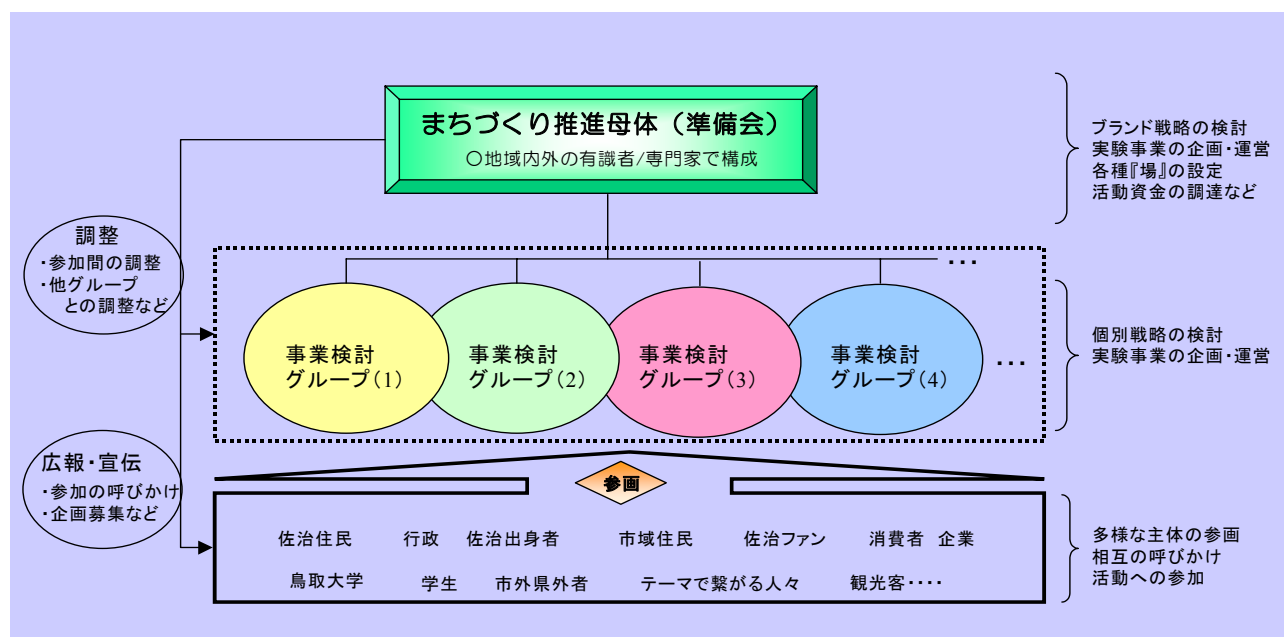 まちづくり推進母体（準備会）
○地域内外の有識者/専門家で構成
ブランド戦略の検討
実験事業の企画・運営
各種『場』の設定
活動資金の調達など
調整
・参加間の調整
・他グループ
との調整など
・・・
事業検討
グループ(1)
事業検討
グループ(2)
事業検討
グループ(3)
事業検討
グループ(4)
・・・
個別戦略の検討
実験事業の企画・運営
広報・宣伝
・参加の呼びかけ
・企画募集など
参画
佐治住民 行政 佐治出身者 市域住民 佐治ファン 消費者 企業
鳥取大学 学生 市外県外者 テーマで繋がる人々 観光客・・・・
多様な主体の参画
相互の呼びかけ
活動への参加